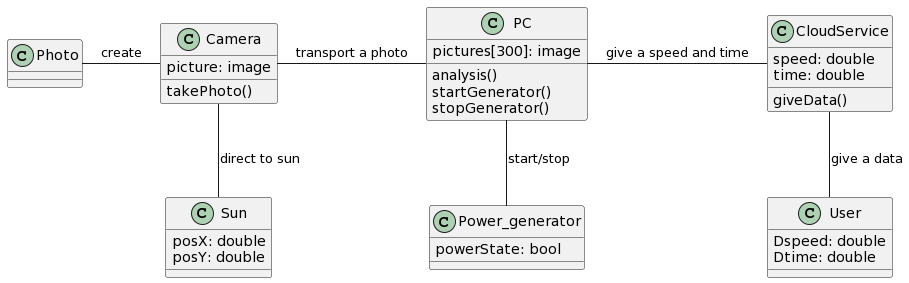 C Photo
create
C Camera
picture: image
takePhoto()
transport a photo
C PC
pictures[300]: image
analysis()
startGenerator()
stopGenerator()
give a speed and time
C CloudService
speed: double
time: double
giveData()
direct to sun
start/stop
give a data
C Sun
posX: double
posY: double
C Power_generator
powerState: bool
C User
Dspeed: double
Dtime: double